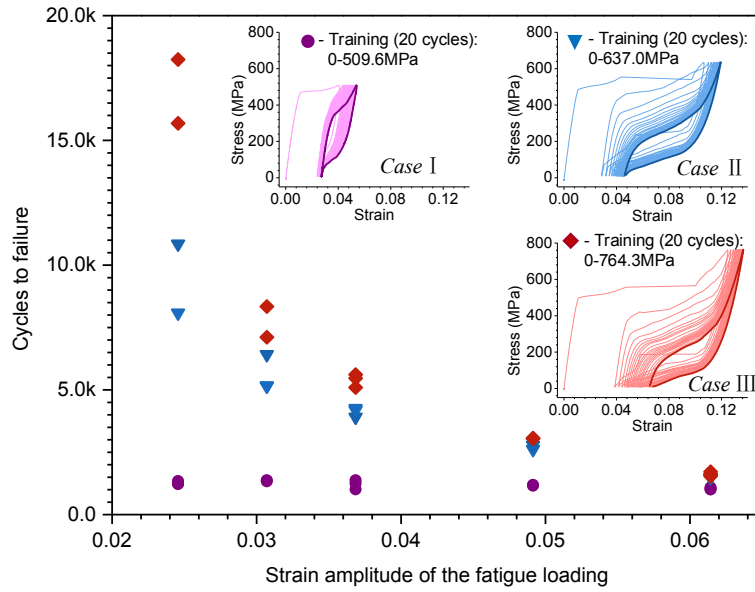 20.0k
15.0k
10.0k
5.0k
0.0
Cycles to failure
0.02
0.03
0.04
0.05
0.06
Strain amplitude of the fatigue loading
- Training (20 cycles):
0-509.6MPa
800
600
400
200
0
Stress (MPa)
Case I
0.00
0.04
0.08
0.12
Strain
- Training (20 cycles):
0-637.0MPa
800
600
400
200
0
Stress (MPa)
Case II
0.00
0.04
0.08
0.12
Strain
- Training (20 cycles):
0-764.3MPa
800
600
400
200
0
Stress (MPa)
Case III
0.00
0.04
0.08
0.12
Strain